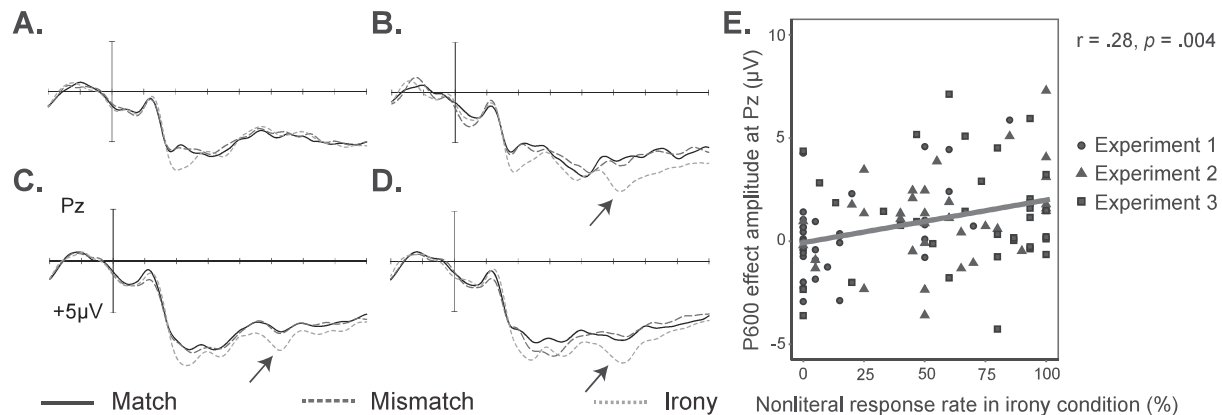 A.
B.
C.
D.
Pz
+5µV
Match
Mismatch
Irony
E.
r = .28, p = .004
P600 effect amplitude at Pz (µV)
10
5
0
-5
0
25
50
75
100
Nonliteral response rate in irony condition (%)
Experiment 1
Experiment 2
Experiment 3